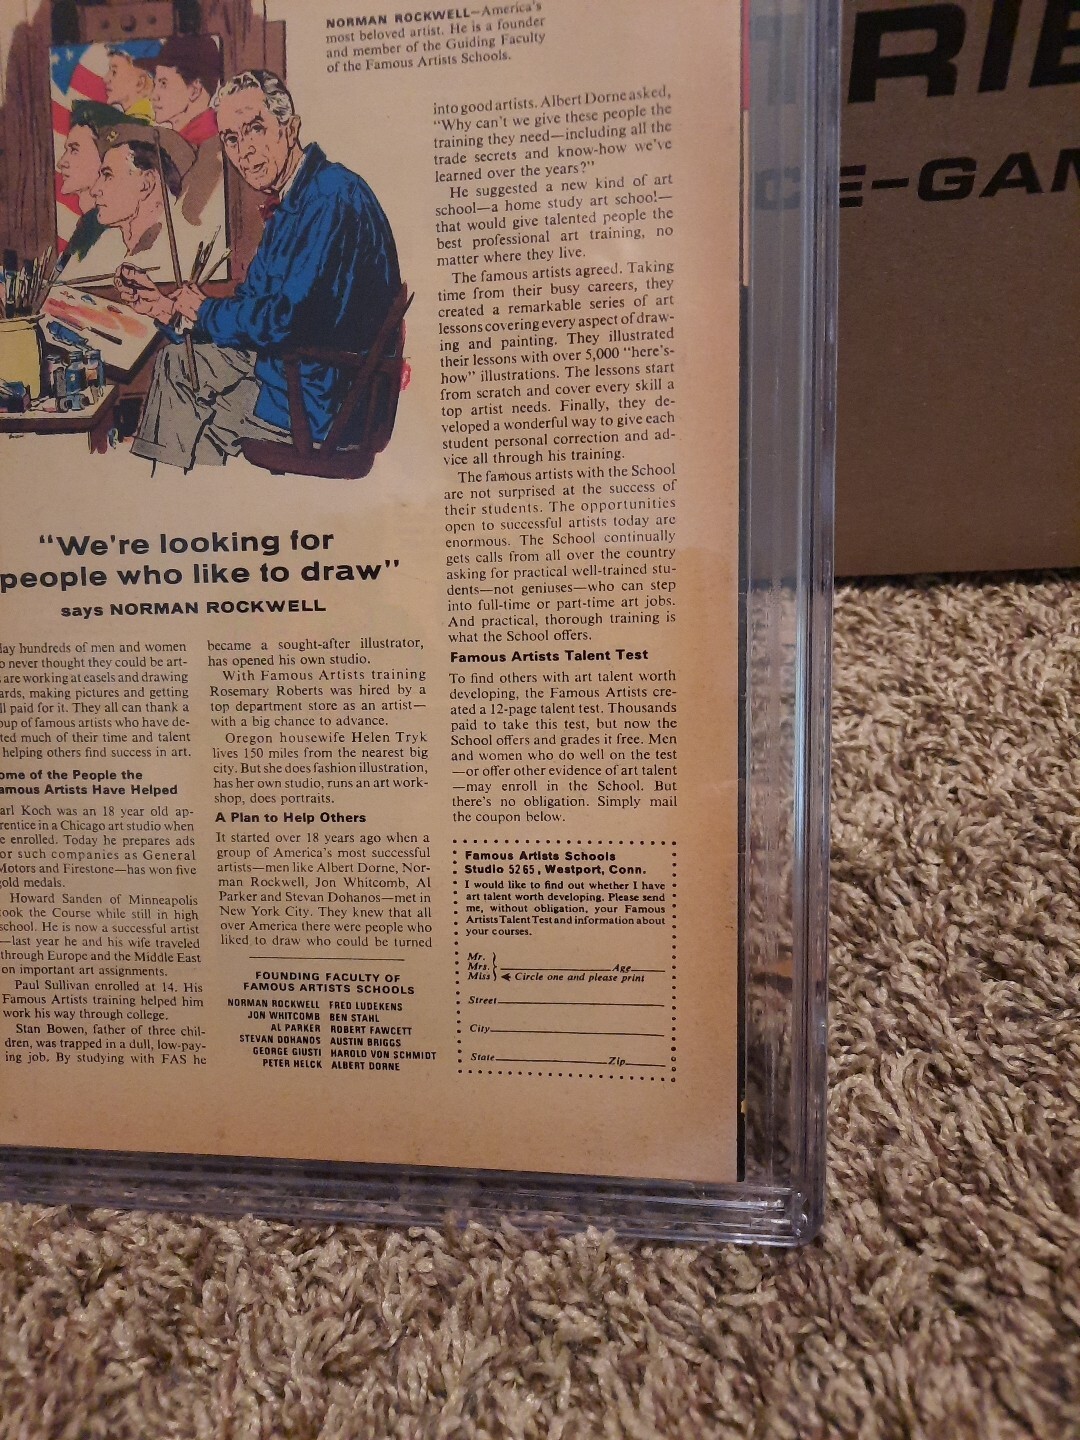 NORMAN ROCKWELL—America's
most beloved artist. He is a founder
and member of the Guiding Faculty
of the Famous Artists Schools.
"We're looking for
people who like to draw"
says NORMAN ROCKWELL
hundreds of men and women
never thought they could be art-
are working at easels and drawing
making pictures and getting
paid for it. They all can thank a
of famous artists who have de-
much of their time and talent
helping others find success in art.
of the People the
Artists Have Helped
Koch was an 18 year old ap-
in a Chicago art studio when
enrolled. Today he prepares ads
or such companies as General
Motors and Firestone—has won five
gold medals.
Howard Sanden of Minneapolis
took the Course while still in high
school. He is now a successful artist
—last year he and his wife traveled
through Europe and the Middle East
on important art assignments.
Paul Sullivan enrolled at 14. His
Famous Artists training helped him
work his way through college.
Stan Bowen, father of three chil-
dren, was trapped in a dull, low-pay-
ing job. By studying with FAS he
became a sought-after illustrator,
has opened his own studio.
With Famous Artists training
Rosemary Roberts was hired by a
top department store as an artist—
with a big chance to advance.
Oregon housewife Helen Tryk
lives 150 miles from the nearest big
city. But she does fashion illustration,
has her own studio, runs an art work-
shop, does portraits.
A Plan to Help Others
It started over 18 years ago when a
group of America's most successful
artists—men like Albert Dorne, Nor-
man Rockwell, Jon Whitcomb, Al
Parker and Stevan Dohanos—met in
New York City. They knew that all
over America there were people who
liked to draw who could be turned
FOUNDING FACULTY OF
FAMOUS ARTISTS SCHOOLS
NORMAN ROCKWELL FRED LUDEKENS
JON WHITCOMB BEN STAHL
AL PARKER ROBERT FAWCETT
STEVAN DOHANOS AUSTIN BRIGGS
GEORGE GIUSTI HAROLD VON SCHMIDT
PETER HELCK ALBERT DORNE
into good artists. Albert Dorne asked,
"Why can't we give these people the
training they need—including all the
trade secrets and know-how we've
learned over the years?"
He suggested a new kind of art
school—a home study art school—
that would give talented people the
best professional art training, no
matter where they live.
The famous artists agreed. Taking
time from their busy careers, they
created a remarkable series of art
lessons covering every aspect of draw-
ing and painting. They illustrated
their lessons with over 5,000 "here's-
how" illustrations. The lessons start
from scratch and cover every skill a
top artist needs. Finally, they de-
veloped a wonderful way to give each
student personal correction and ad-
vice all through his training.
The famous artists with the School
are not surprised at the success of
their students. The opportunities
open to successful artists today are
enormous. The School continually
gets calls from all over the country
asking for practical well-trained stu-
dents—not geniuses—who can step
into full-time or part-time art jobs.
And practical, thorough training is
what the School offers.
Famous Artists Talent Test
To find others with art talent worth
developing, the Famous Artists cre-
ated a 12-page talent test. Thousands
paid to take this test, but now the
School offers and grades it free. Men
and women who do well on the test
—or offer other evidence of art talent
—may enroll in the School. But
there's no obligation. Simply mail
the coupon below.
Famous Artists Schools
Studio 5265, Westport, Conn.
I would like to find out whether I have
art talent worth developing. Please send
me, without obligation, your Famous
Artists Talent Test and information about
your courses.
Mr.
Mrs. Age
Miss Circle one and please print
Street
City
State Zip